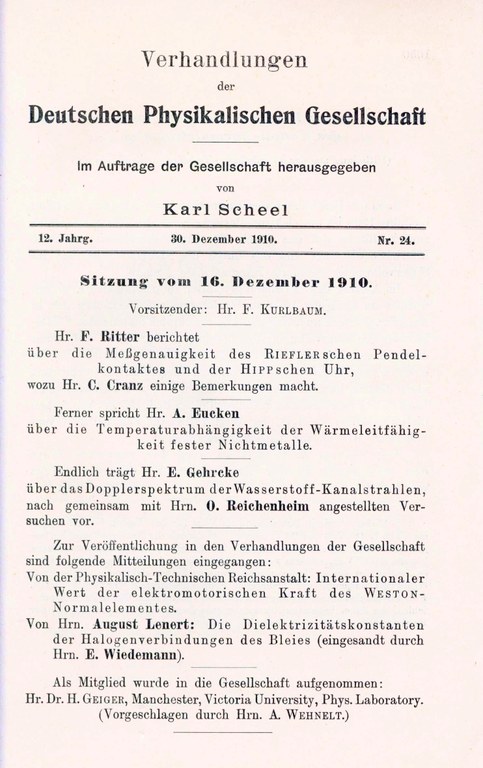 Verhandlungen
der
Deutschen Physikalischen Gesellschaft
Im Auftrage der Gesellschaft herausgegeben
von
Karl Scheel
12. Jahrg. 30. Dezember 1910. Nr. 24.
Sitzung vom 16. Dezember 1910.
Vorsitzender: Hr. F. KURLBAUM.
Hr. F. Ritter berichtet
über die Meßgenauigkeit des RIEFLERschen Pendel-
kontaktes und der HIPPschen Uhr,
wozu Hr. C. Cranz einige Bemerkungen macht.
Ferner spricht Hr. A. Eucken
über die Temperaturabhängigkeit der Wärmeleitfähig-
keit fester Nichtmetalle.
Endlich trägt Hr. E. Gehrcke
über das Dopplerspektrum der Wasserstoff-Kanalstrahlen,
nach gemeinsam mit Hrn. O. Reichenheim angestellten Ver-
suchen vor.
Zur Veröffentlichung in den Verhandlungen der Gesellschaft
sind folgende Mitteilungen eingegangen:
Von der Physikalisch-Technischen Reichsanstalt: Internationaler
Wert der elektromotorischen Kraft des WESTON-
Normalelementes.
Von Hrn. August Lenert: Die Dielektrizitätskonstanten
der Halogenverbindungen des Bleies (eingesandt durch
Hrn. E. Wiedemann).
Als Mitglied wurde in die Gesellschaft aufgenommen:
Hr. Dr. H. GEIGER, Manchester, Victoria University, Phys. Laboratory.
(Vorgeschlagen durch Hrn. A. WEHNELT.)